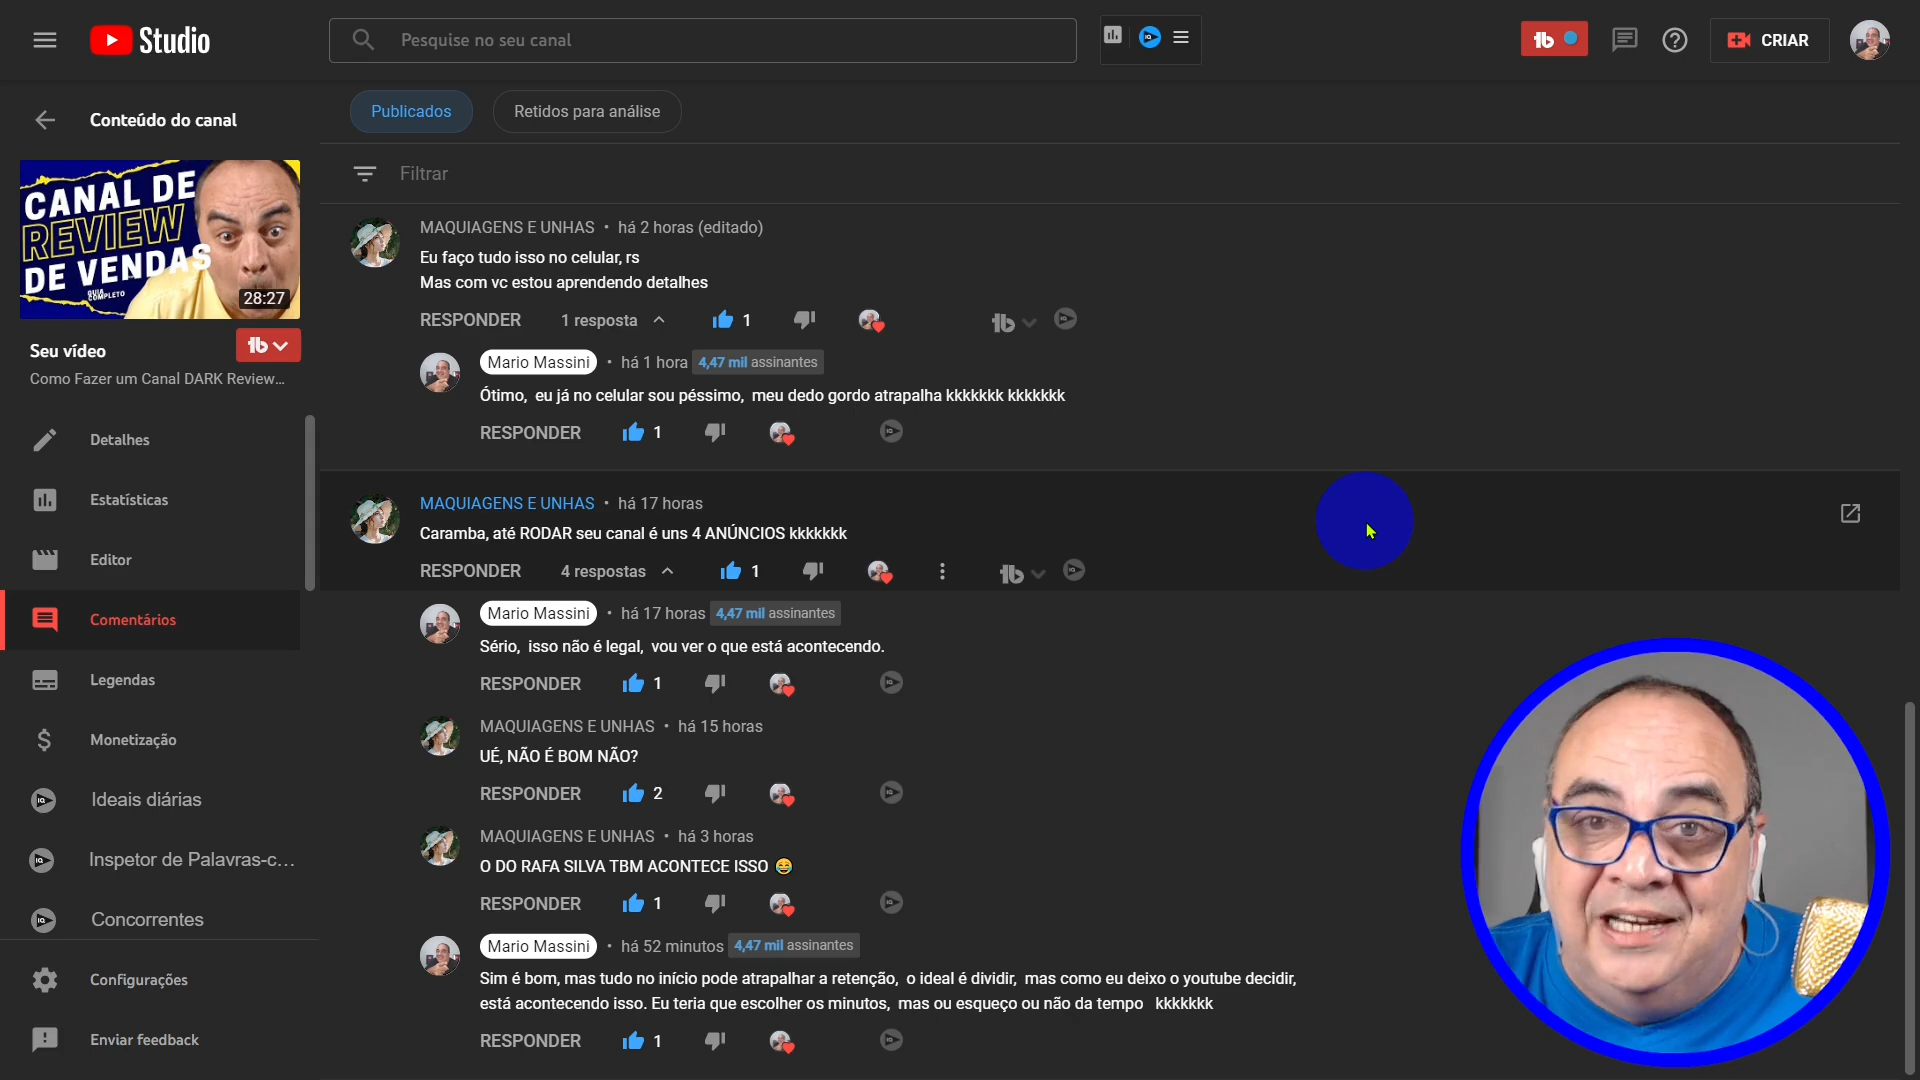 Studio
Pesquise no seu canal
CRIAR
Conteúdo do canal
CANAL DE
REVIEW
DE VENDAS
GUIA
COMPLETO
28:27
Seu vídeo
Como Fazer um Canal DARK Review...
Detalhes
Estatísticas
Editor
Comentários
Legendas
Monetização
Ideais diárias
Inspetor de Palavras-c...
Concorrentes
Configurações
Enviar feedback
Publicados
Retidos para análise
Filtrar
MAQUIAGENS E UNHAS • há 2 horas (editado)
Eu faço tudo isso no celular, rs
Mas com vc estou aprendendo detalhes
RESPONDER 1 resposta 1
Mario Massini • há 1 hora 4,47 mil assinantes
Ótimo, eu já no celular sou péssimo, meu dedo gordo atrapalha kkkkkkk kkkkkkk
RESPONDER 1
MAQUIAGENS E UNHAS • há 17 horas
Caramba, até RODAR seu canal é uns 4 ANÚNCIOS kkkkkkk
RESPONDER 4 respostas 1
Mario Massini • há 17 horas 4,47 mil assinantes
Sério, isso não é legal, vou ver o que está acontecendo.
RESPONDER 1
MAQUIAGENS E UNHAS • há 15 horas
UÉ, NÃO É BOM NÃO?
RESPONDER 2
MAQUIAGENS E UNHAS • há 3 horas
O DO RAFA SILVA TBM ACONTECE ISSO 😂
RESPONDER 1
Mario Massini • há 52 minutos 4,47 mil assinantes
Sim é bom, mas tudo no início pode atrapalhar a retenção, o ideal é dividir, mas como eu deixo o youtube decidir,
está acontecendo isso. Eu teria que escolher os minutos, mas ou esqueço ou não da tempo kkkkkkk
RESPONDER 1